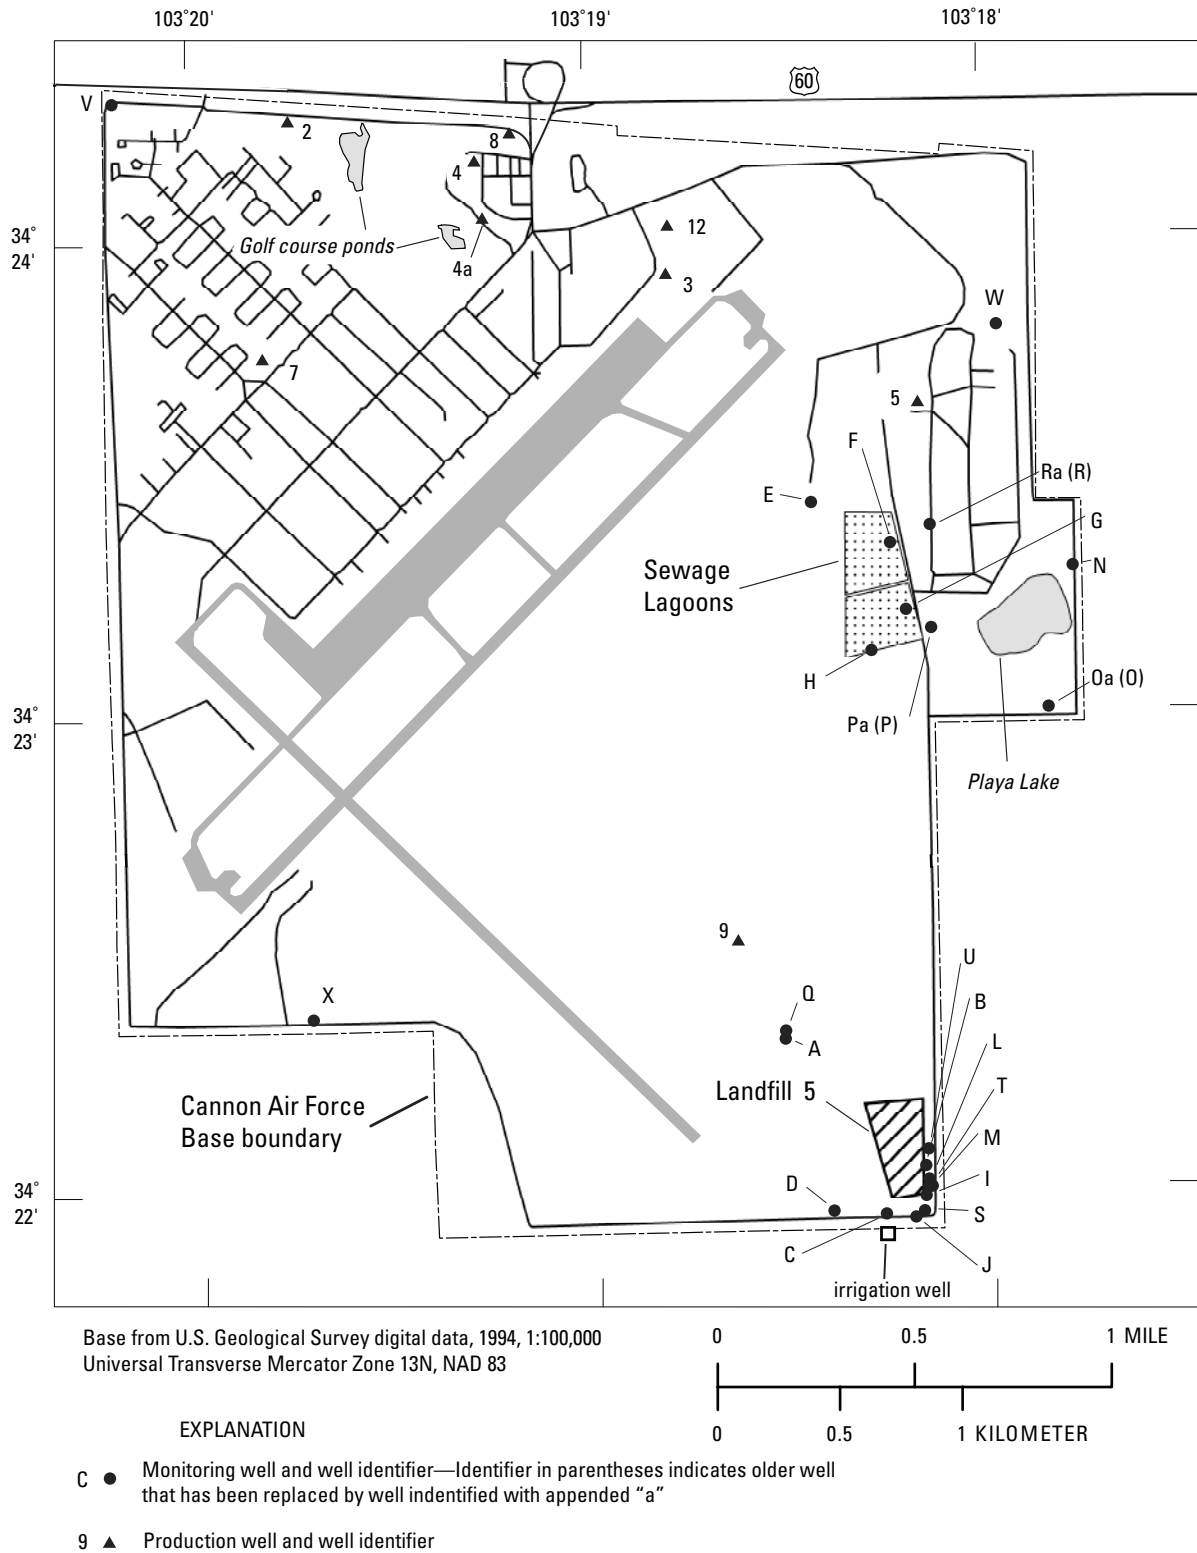 103°20'
103°19'
103°18'
60
V
2
8
4
34°
24'
Golf course ponds
4a
12
3
W
7
5
F
E
Ra (R)
G
N
Sewage
Lagoons
H
Oa (O)
34°
23'
Pa (P)
Playa Lake
9
U
X
Q
B
A
L
Cannon Air Force
Base boundary
Landfill 5
T
M
34°
22'
D
I
S
C
J
irrigation well
Base from U.S. Geological Survey digital data, 1994, 1:100,000
Universal Transverse Mercator Zone 13N, NAD 83
0
0.5
1 MILE
0
0.5
1 KILOMETER
EXPLANATION
C
Monitoring well and well identifier—Identifier in parentheses indicates older well
that has been replaced by well indentified with appended “a”
9
Production well and well identifier